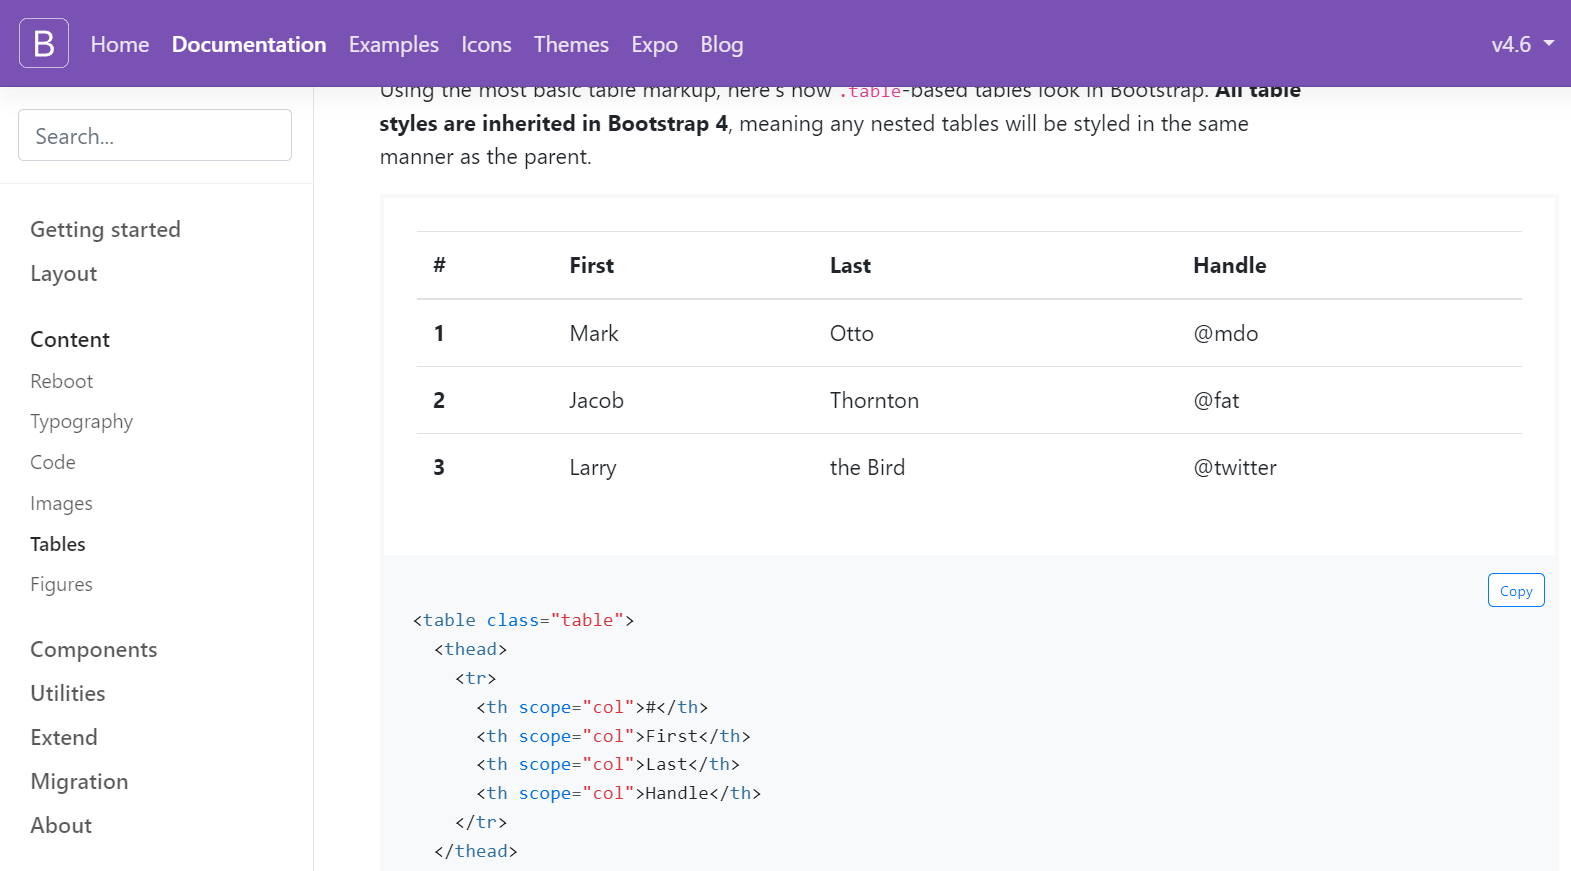 B Home Documentation Examples Icons Themes Expo Blog v4.6
Search...
Getting started
Layout
Content
Reboot
Typography
Code
Images
Tables
Figures
Components
Utilities
Extend
Migration
About
Using the most basic table markup, here's how .table-based tables look in Bootstrap. All table
styles are inherited in Bootstrap 4, meaning any nested tables will be styled in the same
manner as the parent.
# First Last Handle
1 Mark Otto @mdo
2 Jacob Thornton @fat
3 Larry the Bird @twitter
Copy
<table class="table">
  <thead>
    <tr>
      <th scope="col">#</th>
      <th scope="col">First</th>
      <th scope="col">Last</th>
      <th scope="col">Handle</th>
    </tr>
  </thead>